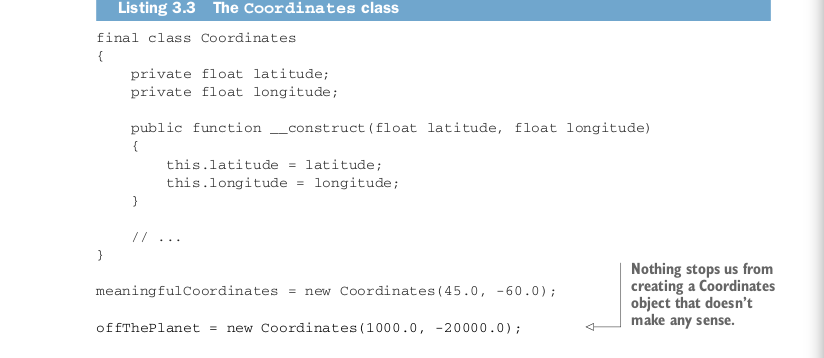 Listing 3.3 The Coordinates class
final class Coordinates
{
    private float latitude;
    private float longitude;

    public function __construct(float latitude, float longitude)
    {
        this.latitude = latitude;
        this.longitude = longitude;
    }

    // ...
}

meaningfulCoordinates = new Coordinates(45.0, -60.0);

offThePlanet = new Coordinates(1000.0, -20000.0);
Nothing stops us from
creating a Coordinates
object that doesn't
make any sense.